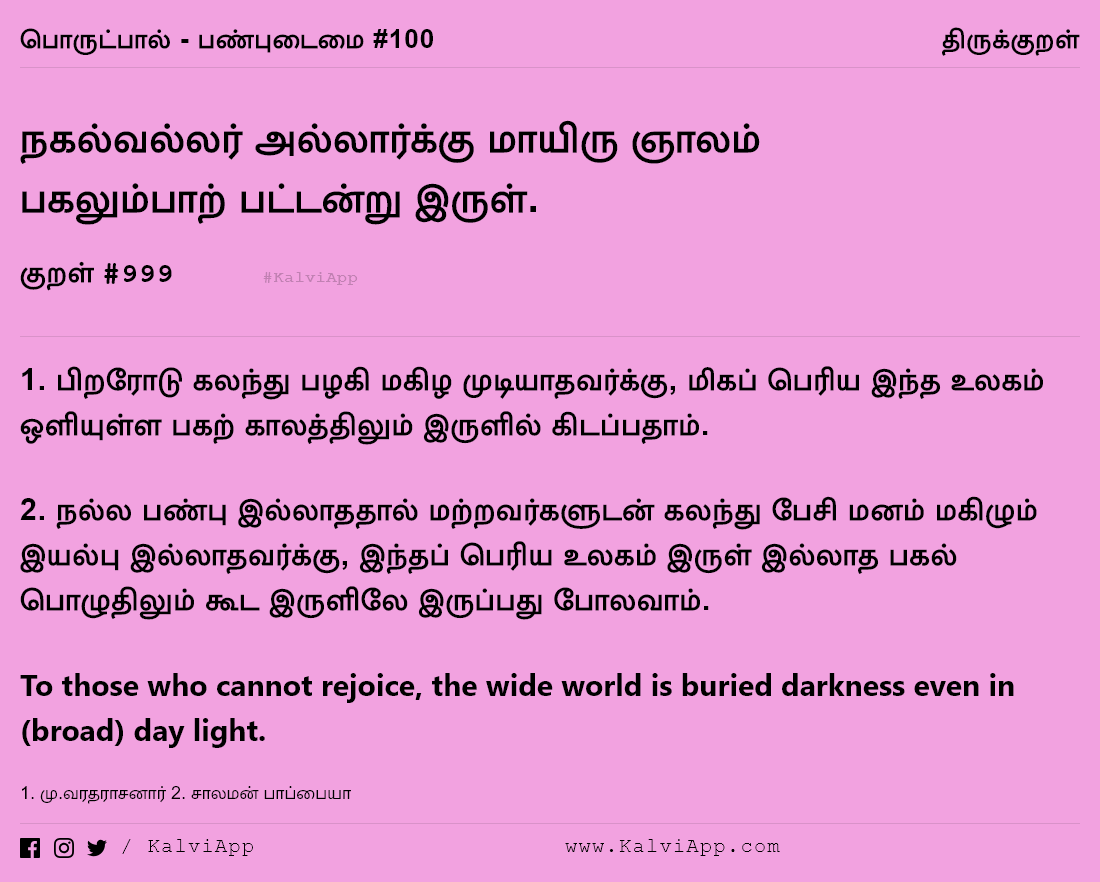 பொருட்பால் - பண்புடைமை #100 திருக்குறள்
நகல்வல்லர் அல்லார்க்கு மாயிரு ஞாலம்
பகலும்பாற் பட்டன்று இருள்.
குறள் #999 #KalviApp
1. பிறரோடு கலந்து பழகி மகிழ முடியாதவர்க்கு, மிகப் பெரிய இந்த உலகம்
ஒளியுள்ள பகற் காலத்திலும் இருளில் கிடப்பதாம்.
2. நல்ல பண்பு இல்லாததால் மற்றவர்களுடன் கலந்து பேசி மனம் மகிழும்
இயல்பு இல்லாதவர்க்கு, இந்தப் பெரிய உலகம் இருள் இல்லாத பகல்
பொழுதிலும் கூட இருளிலே இருப்பது போலவாம்.
To those who cannot rejoice, the wide world is buried darkness even in
(broad) day light.
1. மு.வரதராசனார் 2. சாலமன் பாப்பையா
/ KalviApp www.KalviApp.com